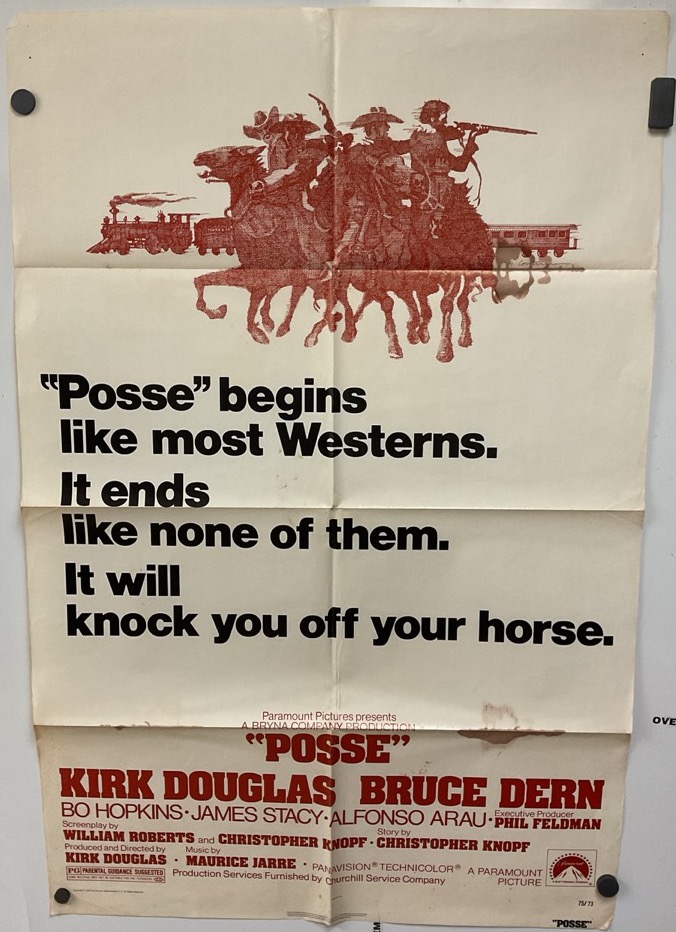 “Posse” begins
like most Westerns.
It ends
like none of them.
It will
knock you off your horse.
Paramount Pictures presents
A BRYNA COMPANY PRODUCTION
“POSSE”
KIRK DOUGLAS BRUCE DERN
BO HOPKINS · JAMES STACY · ALFONSO ARAU · Executive Producer PHIL FELDMAN
Screenplay by WILLIAM ROBERTS and CHRISTOPHER KNOPF · Story by CHRISTOPHER KNOPF
Produced and Directed by KIRK DOUGLAS · Music by MAURICE JARRE · PANAVISION® TECHNICOLOR® A PARAMOUNT PICTURE
PG PARENTAL GUIDANCE SUGGESTED
Production Services Furnished by Churchill Service Company
Paramount
75/73
“POSSE”
OVE